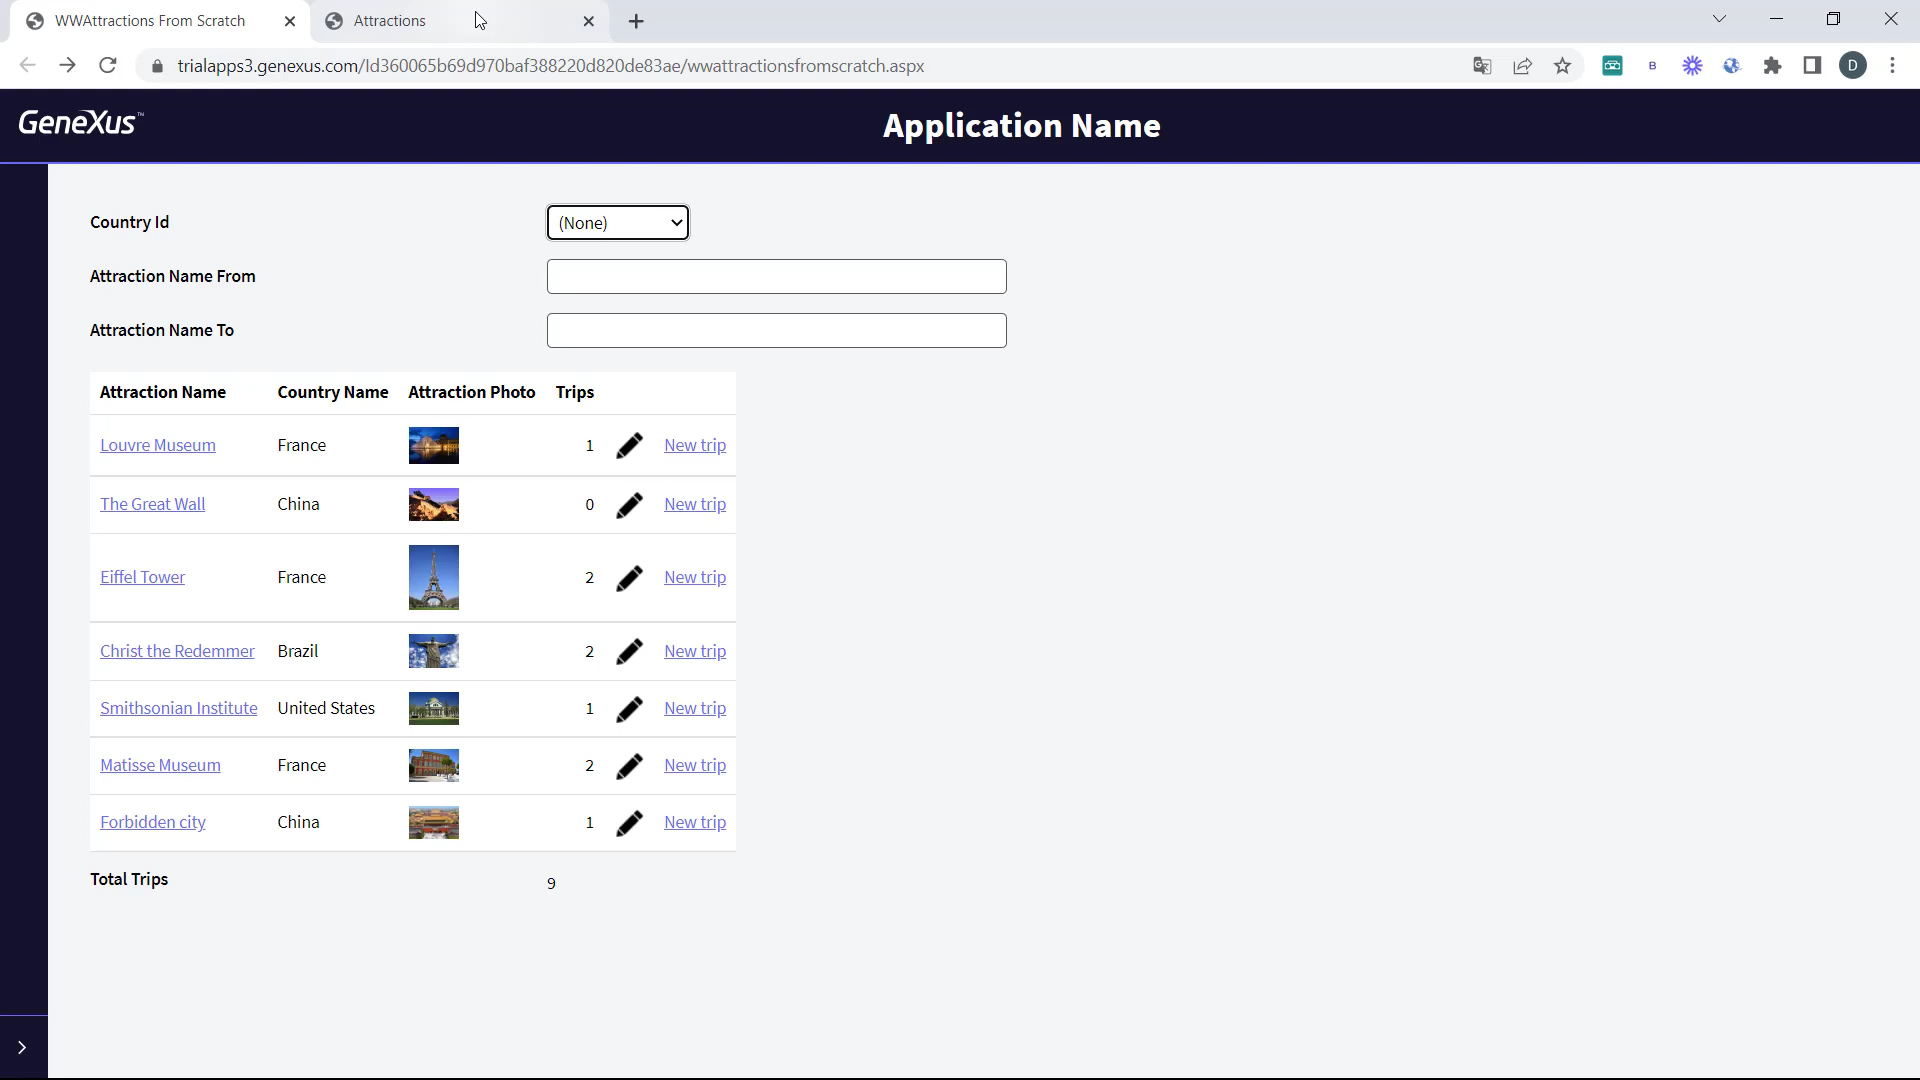 WWAttractions From Scratch
Attractions
trialapps3.genexus.com/Id360065b69d970baf388220d820de83ae/wwattractionsfromscratch.aspx
B
D
GeneXus™
Application Name
Country Id
(None)
Attraction Name From
Attraction Name To
Attraction Name Country Name Attraction Photo Trips
Louvre Museum France 1 New trip
The Great Wall China 0 New trip
Eiffel Tower France 2 New trip
Christ the Redemmer Brazil 2 New trip
Smithsonian Institute United States 1 New trip
Matisse Museum France 2 New trip
Forbidden city China 1 New trip
Total Trips 9